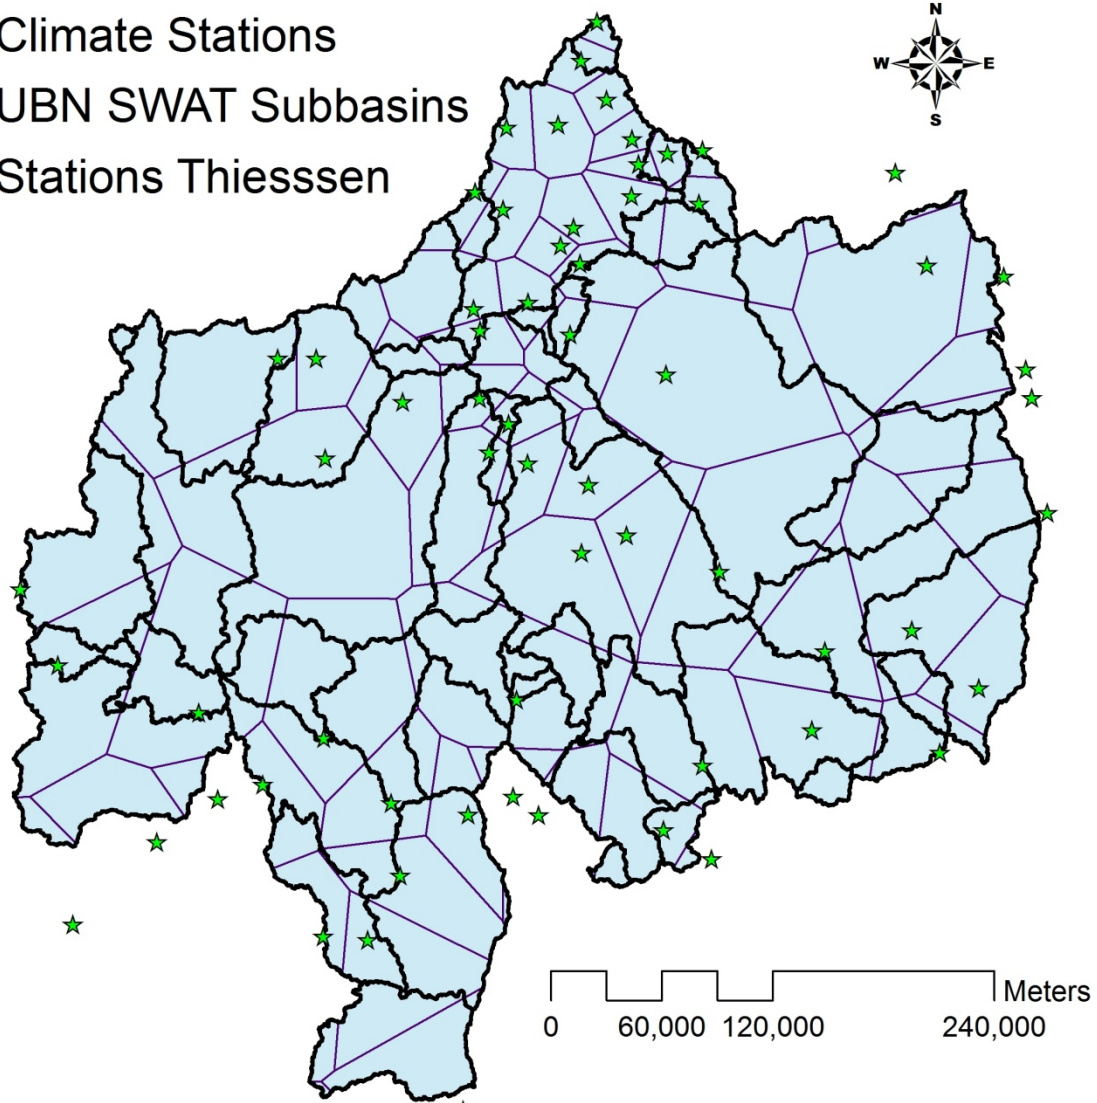 Climate Stations
UBN SWAT Subbasins
Stations Thiesssen
N
W E
S
Meters
0 60,000 120,000 240,000